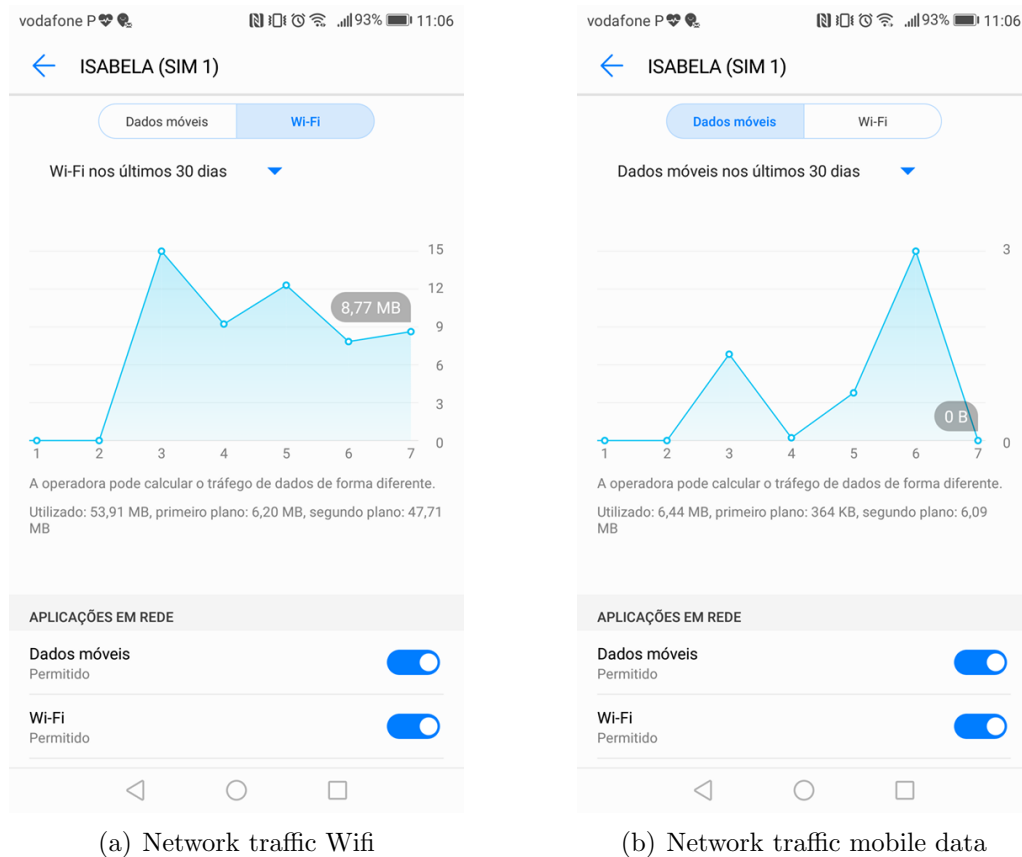 vodafone P 93% 11:06
ISABELA (SIM 1)
Dados móveis Wi-Fi
Wi-Fi nos últimos 30 dias
15
12
8,77 MB
9
6
3
0
1 2 3 4 5 6 7
A operadora pode calcular o tráfego de dados de forma diferente.
Utilizado: 53,91 MB, primeiro plano: 6,20 MB, segundo plano: 47,71
MB
APLICAÇÕES EM REDE
Dados móveis
Permitido
Wi-Fi
Permitido
(a) Network traffic Wifi
vodafone P 93% 11:06
ISABELA (SIM 1)
Dados móveis Wi-Fi
Dados móveis nos últimos 30 dias
3
0 B
0
1 2 3 4 5 6 7
A operadora pode calcular o tráfego de dados de forma diferente.
Utilizado: 6,44 MB, primeiro plano: 364 KB, segundo plano: 6,09
MB
APLICAÇÕES EM REDE
Dados móveis
Permitido
Wi-Fi
Permitido
(b) Network traffic mobile data